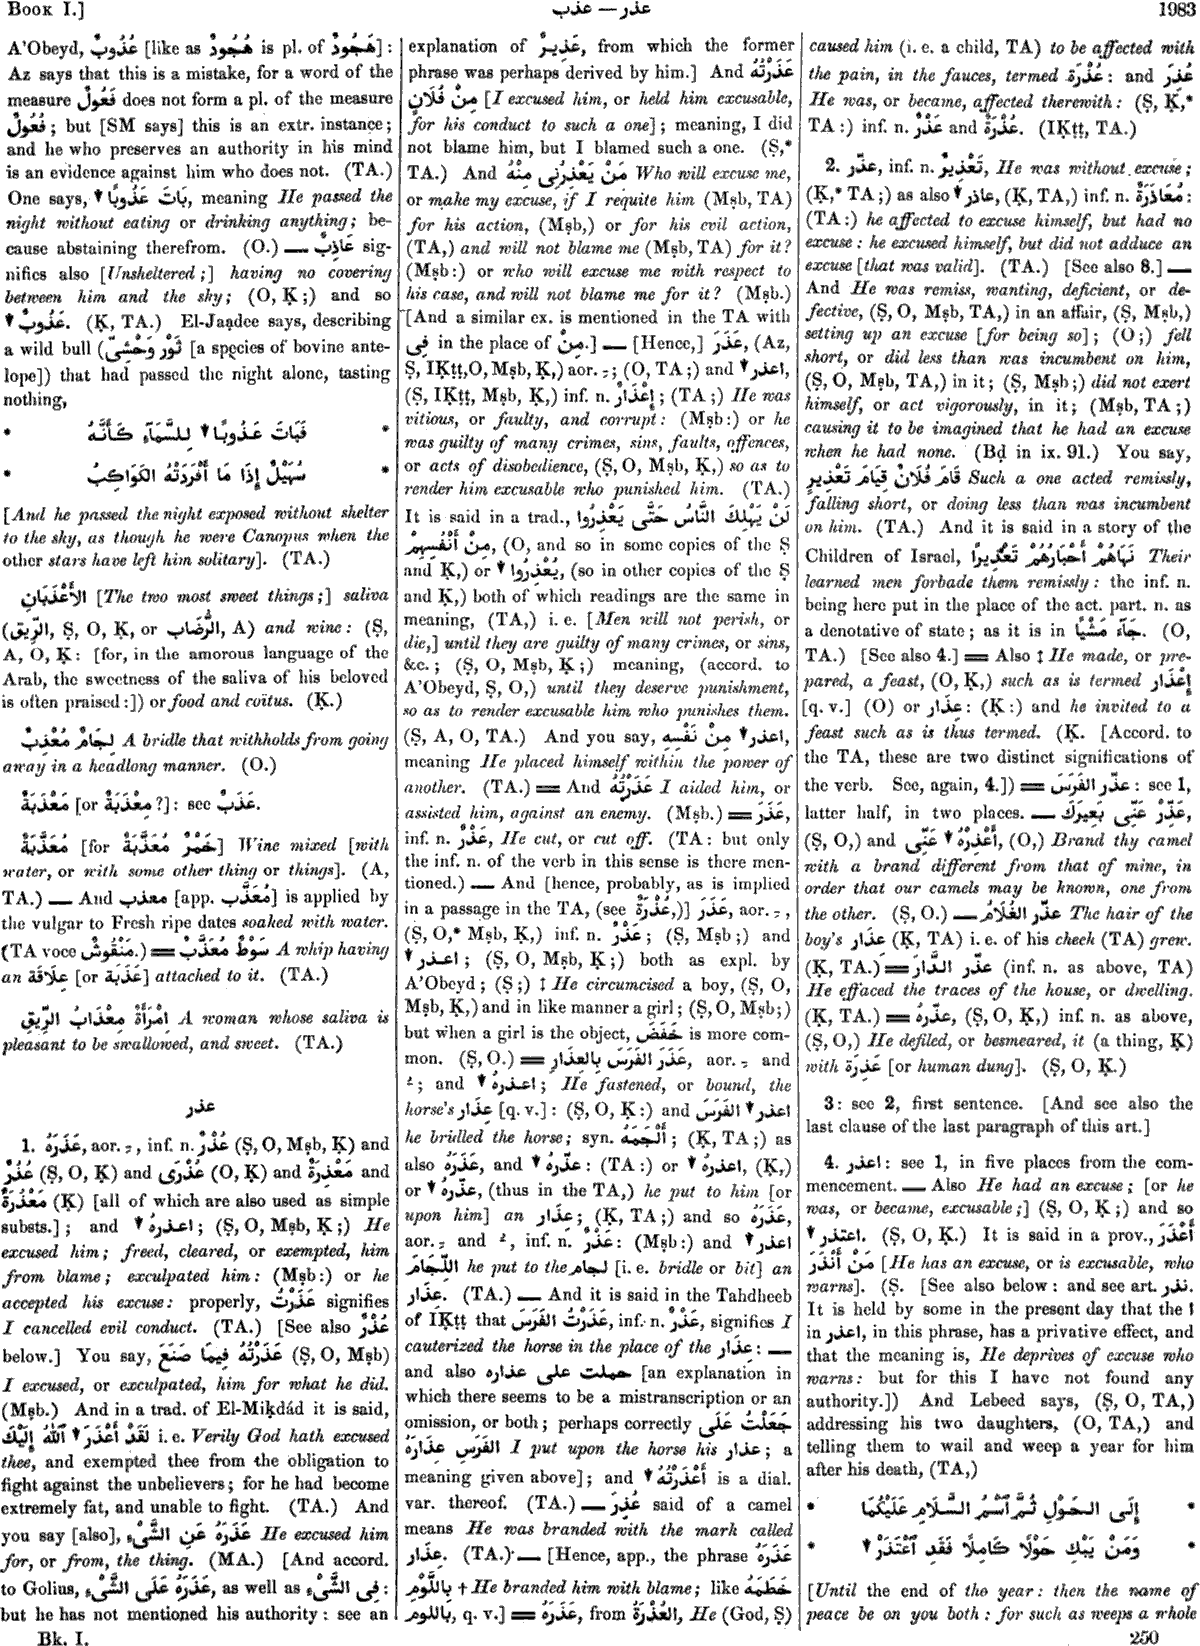 BOOK I.]
عذب — عذر
1983
A'Obeyd, عُذُوبٌ [like as هُجُودٌ is pl. of هَجُودٌ] :
Az says that this is a mistake, for a word of the
measure فَعُولٌ does not form a pl. of the measure
فُعُولٌ ; but [SM says] this is an extr. instance;
and he who preserves an authority in his mind
is an evidence against him who does not. (TA.)
One says, بَاتَ عَذُوبًا ▼, meaning He passed the
night without eating or drinking anything; be-
cause abstaining therefrom. (O.) — عَاذِبٌ sig-
nifies also [Unsheltered;] having no covering
between him and the sky; (O, Ḳ;) and so
▼ عَذُوبٌ. (Ḳ, TA.) El-Jaạdee says, describing
a wild bull (ثَوْر وَحْشِىّ [a species of bovine ante-
lope]) that had passed the night alone, tasting
nothing,
* فَبَاتَ عَذُوبًا ▼ لِلسَّمَآءِ كَأَنَّهُ *
* سُهَيْلٌ إِذَا مَا أَفْرَدَتْهُ الكَوَاكِبُ *
[And he passed the night exposed without shelter
to the sky, as though he were Canopus when the
other stars have left him solitary]. (TA.)
الأَعْذَبَانِ [The two most sweet things;] saliva
(الرِّيق, Ṣ, O, Ḳ, or الرُّضَاب, A) and wine: (Ṣ,
A, O, Ḳ: [for, in the amorous language of the
Arab, the sweetness of the saliva of his beloved
is often praised:]) or food and coïtus. (Ḳ.)
لِجَامٌ مُعْذِبٌ A bridle that withholds from going
away in a headlong manner. (O.)
مَعْذَبَةٌ [or مِعْذَبَةٌ?]: see عَذَبٌ.
مُعَذَّبَةٌ [for خَمْرٌ مُعَذَّبَةٌ] Wine mixed [with
water, or with some other thing or things]. (A,
TA.) — And معذب [app. مُعَذَّب] is applied by
the vulgar to Fresh ripe dates soaked with water.
(TA voce مَنْقُوشٌ.) = سَوْطٌ مُعَذَّبٌ A whip having
an عِلَاقَة [or عَذَبَة] attached to it. (TA.)
اِمْرَأَةٌ مِعْذَابُ الرِّيقِ A woman whose saliva is
pleasant to be swallowed, and sweet. (TA.)
عذر
1. عَذَرَهُ, aor. ـِ, inf. n. عُذْرٌ (Ṣ, O, Mṣb, Ḳ) and
عُذُرٌ (Ṣ, O, Ḳ) and عُذْرَى (O, Ḳ) and مَعْذِرَةٌ and
مَعْذُرَةٌ (Ḳ) [all of which are also used as simple
substs.]; and ▼ اعذرهُ; (Ṣ, O, Mṣb, Ḳ;) He
excused him; freed, cleared, or exempted, him
from blame; exculpated him: (Mṣb:) or he
accepted his excuse: properly, عَذَرْتُ signifies
I cancelled evil conduct. (TA.) [See also عُذْرٌ
below.] You say, عَذَرْتُهُ فِيمَا صَنَعَ (Ṣ, O, Mṣb)
I excused, or exculpated, him for what he did.
(Mṣb.) And in a trad. of El-Miḳdád it is said,
لَقَدْ أَعْذَرَ ▼ ٱللّٰهُ إِلَيْكَ i. e. Verily God hath excused
thee, and exempted thee from the obligation to
fight against the unbelievers; for he had become
extremely fat, and unable to fight. (TA.) And
you say [also], عَذَرَهُ عَنِ الشَّىْءِ He excused him
for, or from, the thing. (MA.) [And accord.
to Golius, عَذَرَهُ عَلَى الشَّىْءِ, as well as فِى الشَّىْءِ :
but he has not mentioned his authority: see an
explanation of عَذِيرٌ, from which the former
phrase was perhaps derived by him.] And عَذَرْتُهُ
مِنْ فُلَانٍ [I excused him, or held him excusable,
for his conduct to such a one]; meaning, I did
not blame him, but I blamed such a one. (Ṣ,*
TA.) And مَنْ يَعْذِرُنِى مِنْهُ Who will excuse me,
or make my excuse, if I requite him (Mṣb, TA)
for his action, (Mṣb,) or for his evil action,
(TA,) and will not blame me (Mṣb, TA) for it?
(Mṣb:) or who will excuse me with respect to
his case, and will not blame me for it? (Mṣb.)
[And a similar ex. is mentioned in the TA with
فِى in the place of مِنْ.] — [Hence,] عَذَرَ, (Az,
Ṣ, IḲṭṭ, O, Mṣb, Ḳ,) aor. ـِ; (O, TA;) and ▼ اعذر,
(Ṣ, IḲṭṭ, Mṣb, Ḳ,) inf. n. إِعْذَارٌ; (TA;) He was
vitious, or faulty, and corrupt: (Mṣb:) or he
was guilty of many crimes, sins, faults, offences,
or acts of disobedience, (Ṣ, O, Mṣb, Ḳ,) so as to
render him excusable who punished him. (TA.)
It is said in a trad., لَنْ يَهْلِكَ النَّاسُ حَتَّى يَعْذِرُوا
مِنْ أَنْفُسِهِمْ, (O, and so in some copies of the Ṣ
and Ḳ,) or ▼ يُعْذِرُوا, (so in other copies of the Ṣ
and Ḳ,) both of which readings are the same in
meaning, (TA,) i. e. [Men will not perish, or
die,] until they are guilty of many crimes, or sins,
&c.; (Ṣ, O, Mṣb, Ḳ;) meaning, (accord. to
A'Obeyd, Ṣ, O,) until they deserve punishment,
so as to render excusable him who punishes them.
(Ṣ, A, O, TA.) And you say, اعذر ▼ مِنْ نَفْسِهِ
meaning He placed himself within the power of
another. (TA.) = And عَذَرْتُهُ I aided him, or
assisted him, against an enemy. (Mṣb.) = عَذَرَ,
inf. n. عَذْرٌ, He cut, or cut off. (TA: but only
the inf. n. of the verb in this sense is there men-
tioned.) — And [hence, probably, as is implied
in a passage in the TA, (see عُذْرَةٌ,)] عَذَرَ, aor. ـِ,
(Ṣ, O,* Mṣb, Ḳ,) inf. n. عَذْرٌ; (Ṣ, Mṣb;) and
▼ اعذر; (Ṣ, O, Mṣb, Ḳ;) both as expl. by
A'Obeyd; (Ṣ;) ‡ He circumcised a boy, (Ṣ, O,
Mṣb, Ḳ,) and in like manner a girl; (Ṣ, O, Mṣb;)
but when a girl is the object, خَفَضَ is more com-
mon. (Ṣ, O.) = عَذَرَ الفَرَسَ بِالعِذَارِ, aor. ـِ and
ـُ; and ▼ اعذرهُ; He fastened, or bound, the
horse's عِذَار [q. v.]: (Ṣ, O, Ḳ:) and اعذر ▼ الفَرَسَ
he bridled the horse; syn. أَلْجَمَهُ; (Ḳ, TA;) as
also عَذَرَهُ, and ▼ عذّرهُ: (TA:) or ▼ اعذرهُ, (Ḳ,)
or ▼ عذّرهُ, (thus in the TA,) he put to him [or
upon him] an عِذَار; (Ḳ, TA;) and so عَذَرَهُ,
aor. ـِ and ـُ, inf. n. عَذْرٌ: (Mṣb:) and ▼ اعذر
اللِّجَامَ he put to the لجام [i. e. bridle or bit] an
عِذَار. (TA.) — And it is said in the Tahdheeb
of IḲṭṭ that عَذَرْتُ الفَرَسَ, inf. n. عَذْرٌ, signifies I
cauterized the horse in the place of the عِذَار: —
and also حملت على عذاره [an explanation in
which there seems to be a mistranscription or an
omission, or both; perhaps correctly جَعَلْتُ عَلَى
الفَرَسِ عِذَارَهُ I put upon the horse his عذار; a
meaning given above]; and ▼ أَعْذَرْتُهُ is a dial.
var. thereof. (TA.) — عُذِرَ said of a camel
means He was branded with the mark called
عِذَار. (TA.) — [Hence, app., the phrase عَذَرَهُ
بِاللَّوْمِ † He branded him with blame; like خَطَمَهُ
باللوم, q. v.] = عَذَرَهُ, from العُذْرَةُ, He (God, Ṣ)
caused him (i. e. a child, TA) to be affected with
the pain, in the fauces, termed عُذْرَة: and عُذِرَ
He was, or became, affected therewith: (Ṣ, Ḳ,*
TA:) inf. n. عَذْرٌ and عُذْرَةٌ. (IḲṭṭ, TA.)
2. عذّر, inf. n. تَعْذِيرٌ, He was without excuse;
(Ḳ,* TA;) as also ▼ عاذر, (Ḳ, TA,) inf. n. مُعَاذَرَةٌ:
(TA:) he affected to excuse himself, but had no
excuse: he excused himself, but did not adduce an
excuse [that was valid]. (TA.) [See also 8.] —
And He was remiss, wanting, deficient, or de-
fective, (Ṣ, O, Mṣb, TA,) in an affair, (Ṣ, Mṣb,)
setting up an excuse [for being so]; (O;) fell
short, or did less than was incumbent on him,
(Ṣ, O, Mṣb, TA,) in it; (Ṣ, Mṣb;) did not exert
himself, or act vigorously, in it; (Mṣb, TA;)
causing it to be imagined that he had an excuse
when he had none. (Bḍ in ix. 91.) You say,
قَامَ فُلَانٌ قِيَامَ تَعْذِيرٍ Such a one acted remissly,
falling short, or doing less than was incumbent
on him. (TA.) And it is said in a story of the
Children of Israel, نَهَاهُمْ أَحْبَارُهُمْ تَعْذِيرًا Their
learned men forbade them remissly: the inf. n.
being here put in the place of the act. part. n. as
a denotative of state; as it is in جَآءَ مَشْيًا. (O,
TA.) [See also 4.] = Also ‡ He made, or pre-
pared, a feast, (O, Ḳ,) such as is termed إِعْذَار
[q. v.] (O) or عِذَار: (Ḳ:) and he invited to a
feast such as is thus termed. (Ḳ. [Accord. to
the TA, these are two distinct significations of
the verb. See, again, 4.]) = عذّر الفَرَسَ: see 1,
latter half, in two places. — عَذِّرْ عَنِّى بَعِيرَكَ,
(Ṣ, O,) and أَعْذِرْهُ ▼ عَنِّى, (O,) Brand thy camel
with a brand different from that of mine, in
order that our camels may be known, one from
the other. (Ṣ, O.) — عذّر الغُلَامُ The hair of the
boy's عِذَار (Ḳ, TA) i. e. of his cheek (TA) grew.
(Ḳ, TA.) = عذّر الدَّارَ (inf. n. as above, TA)
He effaced the traces of the house, or dwelling.
(Ḳ, TA.) = عذّرهُ, (Ṣ, O, Ḳ,) inf. n. as above,
(Ṣ, O,) He defiled, or besmeared, it (a thing, Ḳ)
with عَذِرَة [or human dung]. (Ṣ, O, Ḳ.)
3: see 2, first sentence. [And see also the
last clause of the last paragraph of this art.]
4. اعذر: see 1, in five places from the com-
mencement. — Also He had an excuse; [or he
was, or became, excusable;] (Ṣ, O, Ḳ;) and so
▼ اعتذر. (Ṣ, O, Ḳ.) It is said in a prov., أَعْذَرَ
مَنْ أَنْذَرَ [He has an excuse, or is excusable, who
warns]. (Ṣ. [See also below: and see art. نذر.
It is held by some in the present day that the ا
in اعذر, in this phrase, has a privative effect, and
that the meaning is, He deprives of excuse who
warns: but for this I have not found any
authority.]) And Lebeed says, (Ṣ, O, TA,)
addressing his two daughters, (O, TA,) and
telling them to wail and weep a year for him
after his death, (TA,)
* إِلَى الحَوْلِ ثُمَّ ٱسْمُ السَّلَامِ عَلَيْكُمَا *
* وَمَنْ يَبْكِ حَوْلًا كَامِلًا فَقَدِ ٱعْتَذَرْ ▼ *
[Until the end of the year: then the name of
peace be on you both: for such as weeps a whole
Bk. I.
250